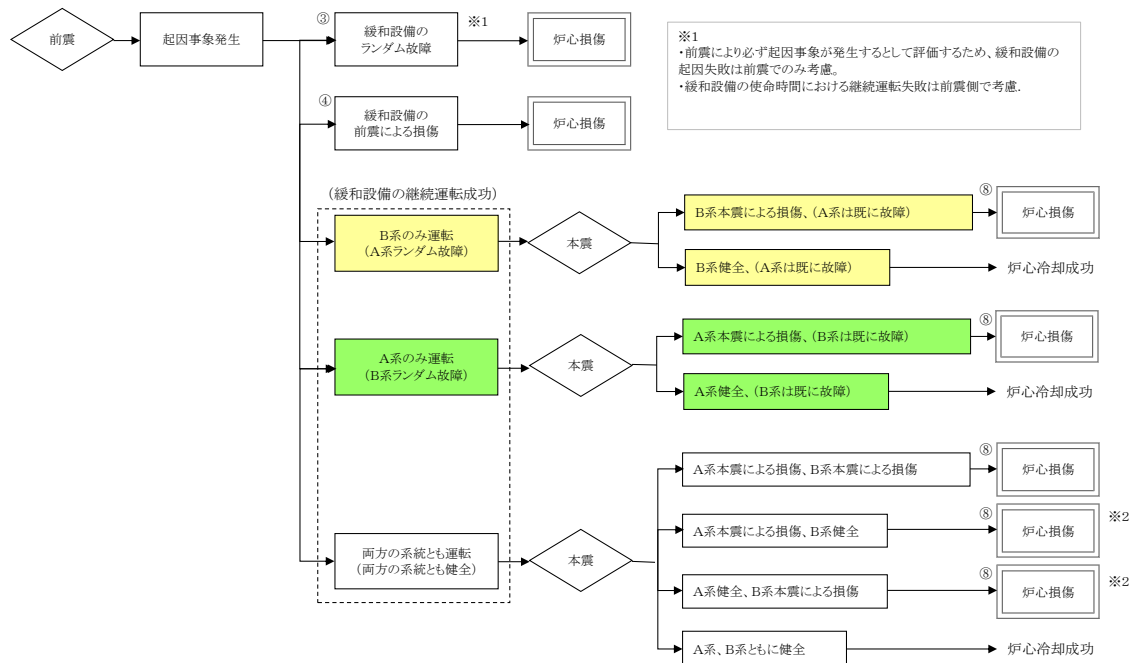 前震
起因事象発生
③
緩和設備の
ランダム故障
※1
炉心損傷
※1
・前震により必ず起因事象が発生するとして評価するため、緩和設備の
起因失敗は前震でのみ考慮。
・緩和設備の使命時間における継続運転失敗は前震側で考慮.
④
緩和設備の
前震による損傷
炉心損傷
(緩和設備の継続運転成功)
B系のみ運転
(A系ランダム故障)
本震
B系本震による損傷、(A系は既に故障)
⑧
炉心損傷
B系健全、(A系は既に故障)
炉心冷却成功
A系のみ運転
(B系ランダム故障)
本震
A系本震による損傷、(B系は既に故障)
⑧
炉心損傷
A系健全、(B系は既に故障)
炉心冷却成功
両方の系統とも運転
(両方の系統とも健全)
本震
A系本震による損傷、B系本震による損傷
⑧
炉心損傷
A系本震による損傷、B系健全
⑧
炉心損傷
※2
A系健全、B系本震による損傷
⑧
炉心損傷
※2
A系、B系ともに健全
炉心冷却成功